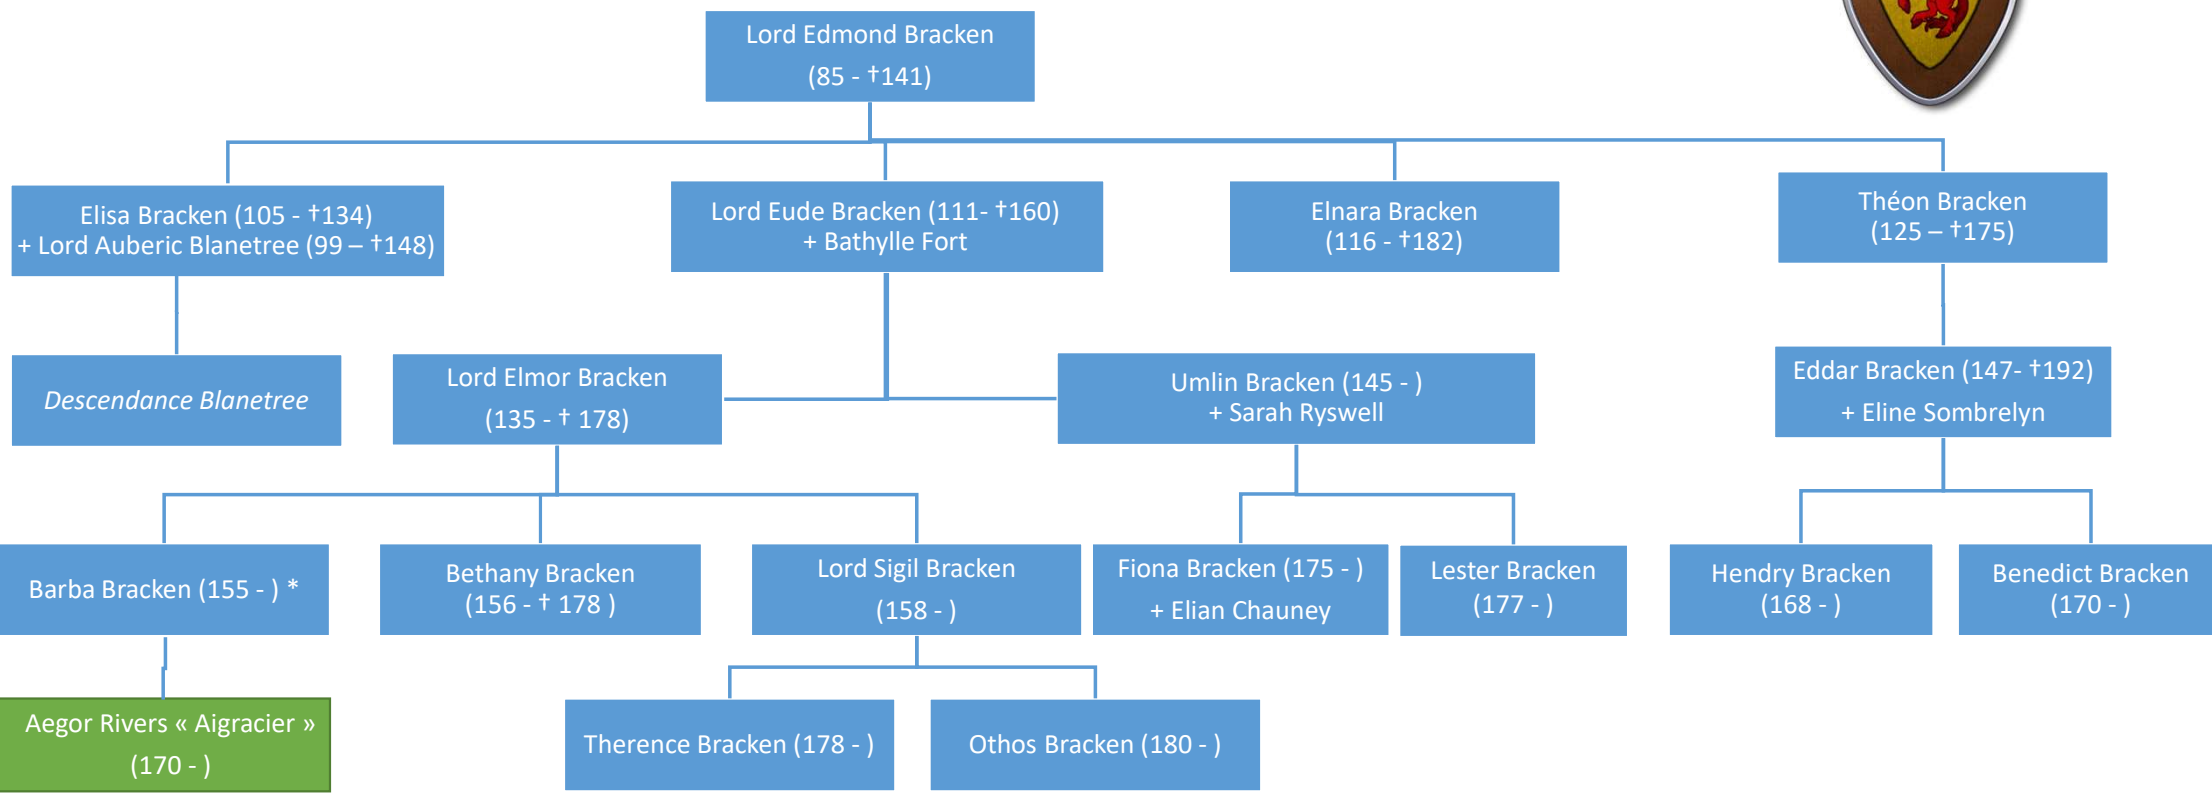 Lord Edmond Bracken
(85 - †141)
Elisa Bracken (105 - †134)
+ Lord Auberic Blanetree (99 – †148)
Lord Eude Bracken (111- †160)
+ Bathylle Fort
Elnara Bracken
(116 - †182)
Théon Bracken
(125 – †175)
Descendance Blanetree
Lord Elmor Bracken
(135 - † 178)
Umlin Bracken (145 - )
+ Sarah Ryswell
Eddar Bracken (147- †192)
+ Eline Sombrelyn
Barba Bracken (155 - ) *
Bethany Bracken
(156 - † 178 )
Lord Sigil Bracken
(158 - )
Fiona Bracken (175 - )
+ Elian Chauney
Lester Bracken
(177 - )
Hendry Bracken
(168 - )
Benedict Bracken
(170 - )
Aegor Rivers « Aigracier »
(170 - )
Therence Bracken (178 - )
Othos Bracken (180 - )